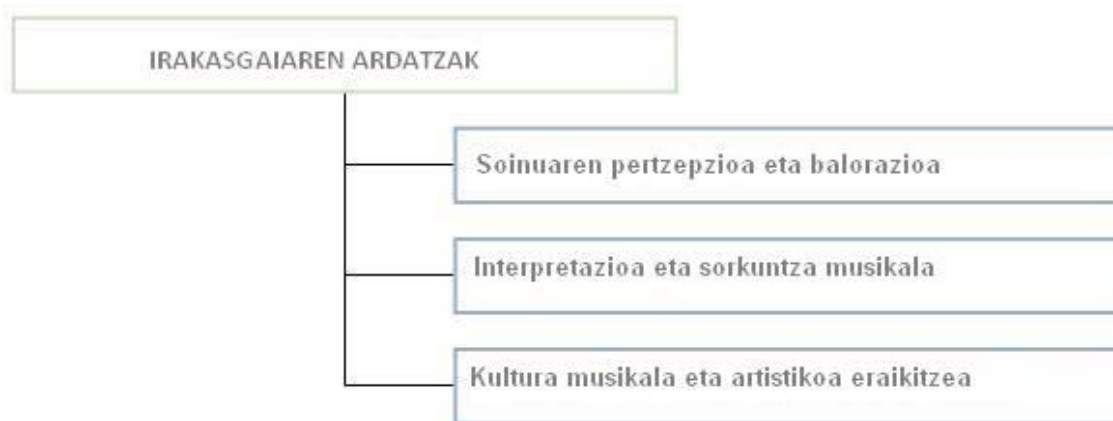 IRAKASGAIAREN ARDATZAK
Soinuaren pertzepzioa eta balorazioa
Interpretazioa eta sorkuntza musikala
Kultura musikala eta artistikoa eraikitzea